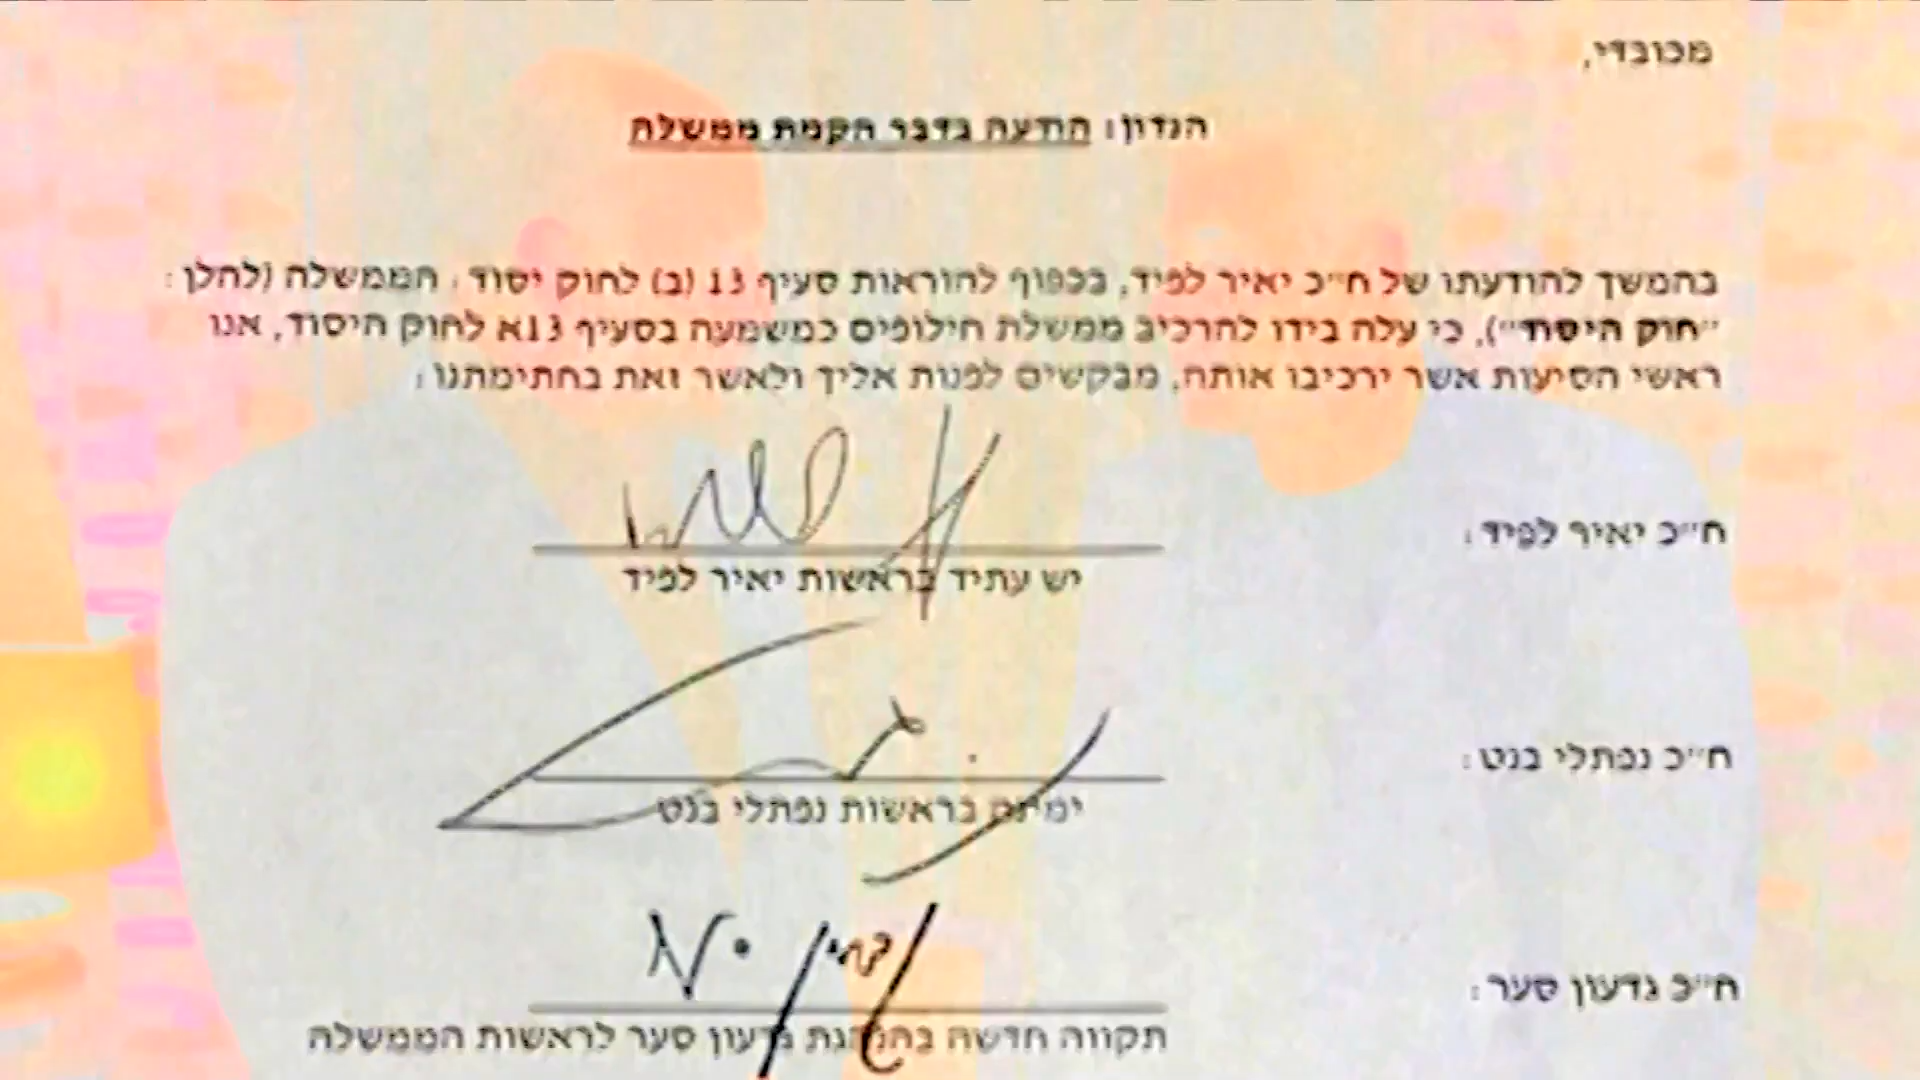 מכובדי,
הנדון: הודעה בדבר הקמת ממשלה
בהמשך להודעתו של ח"כ יאיר לפיד, בכפוף להוראות סעיף 13 (ב) לחוק יסוד: הממשלה (להלן:
"חוק היסוד"), כי עלה בידו להרכיב ממשלת חילופים כמשמעה בסעיף 13א לחוק היסוד, אנו
ראשי הסיעות אשר ירכיבו אותה, מבקשים לפנות אליך ולאשר זאת בחתימתנו:
ח"כ יאיר לפיד:
יש עתיד בראשות יאיר לפיד
ח"כ נפתלי בנט:
ימינה בראשות נפתלי בנט
ח"כ גדעון סער:
תקווה חדשה בהנהגת גדעון סער לראשות הממשלה